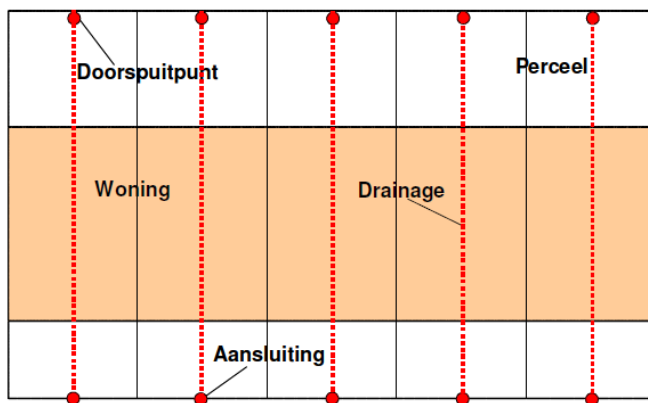 Doorspuitpunt
Perceel
Woning
Drainage
Aansluiting